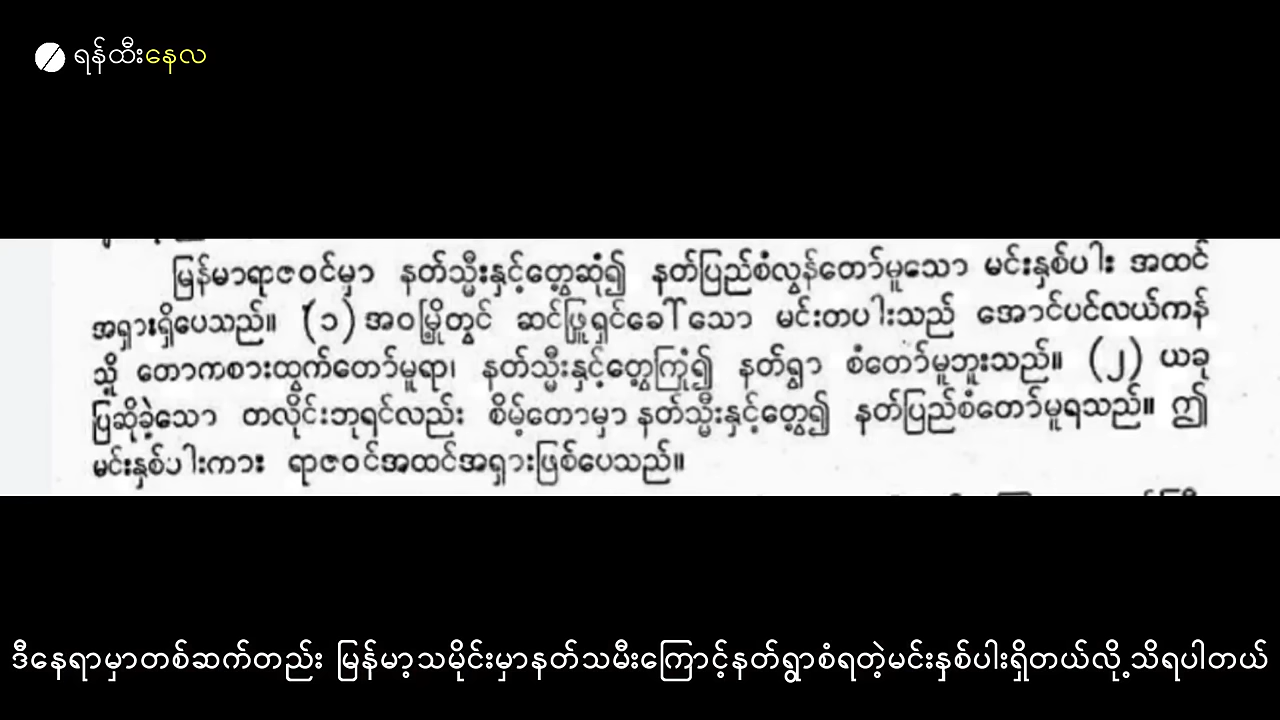 ရန်ထီးနေလ
မြန်မာရာဇဝင်မှာ နတ်သ္မီးနှင့်တွေ့ဆုံ၍ နတ်ပြည်စံလွန်တော်မူသော မင်းနှစ်ပါး အထင်
အရှားရှိပေသည်။ (၁) အဝမြို့တွင် ဆင်ဖြူရှင်ခေါ်သော မင်းတပါးသည် အောင်ပင်လယ်ကန်
သို့ တောကစားထွက်တော်မူရာ၊ နတ်သ္မီးနှင့်တွေ့ကြုံ၍ နတ်ရွာ စံတော်မူဘူးသည်။ (၂) ယခု
ပြဆိုခဲ့သော တလိုင်းဘုရင်လည်း စိမ့်တောမှာ နတ်သ္မီးနှင့်တွေ့၍ နတ်ပြည်စံတော်မူရသည်။ ဤ
မင်းနှစ်ပါးကား ရာဇဝင်အထင်အရှားဖြစ်ပေသည်။
ဒီနေရာမှာတစ်ဆက်တည်း မြန်မာ့သမိုင်းမှာနတ်သမီးကြောင့်နတ်ရွာစံရတဲ့မင်းနှစ်ပါးရှိတယ်လို့သိရပါတယ်